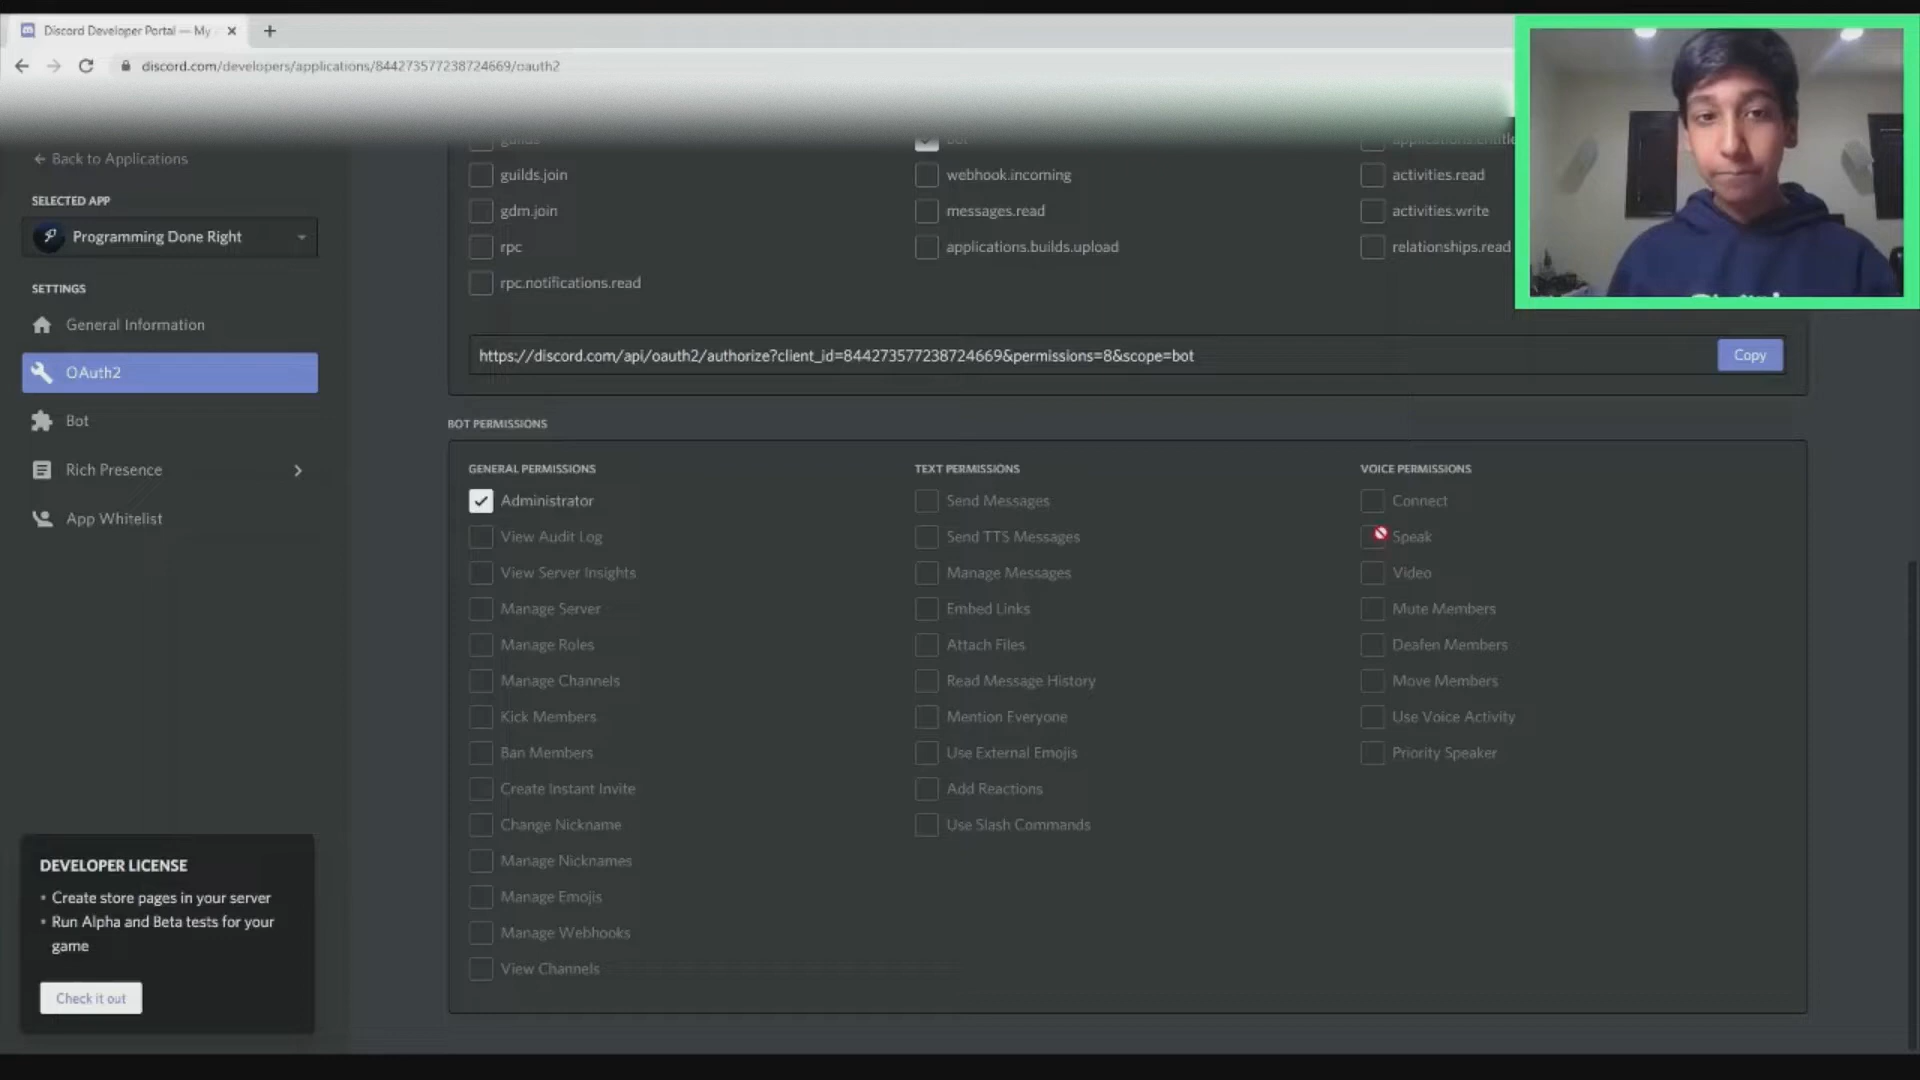 Discord Developer Portal — My
discord.com/developers/applications/844273577238724669/oauth2
Back to Applications
SELECTED APP
Programming Done Right
SETTINGS
General Information
OAuth2
Bot
Rich Presence
App Whitelist
DEVELOPER LICENSE
• Create store pages in your server
• Run Alpha and Beta tests for your
game
Check it out
guilds
guilds.join
gdm.join
rpc
rpc.notifications.read
bot
webhook.incoming
messages.read
applications.builds.upload
applications.entitle
activities.read
activities.write
relationships.read
https://discord.com/api/oauth2/authorize?client_id=844273577238724669&permissions=8&scope=bot
Copy
BOT PERMISSIONS
GENERAL PERMISSIONS
Administrator
View Audit Log
View Server Insights
Manage Server
Manage Roles
Manage Channels
Kick Members
Ban Members
Create Instant Invite
Change Nickname
Manage Nicknames
Manage Emojis
Manage Webhooks
View Channels
TEXT PERMISSIONS
Send Messages
Send TTS Messages
Manage Messages
Embed Links
Attach Files
Read Message History
Mention Everyone
Use External Emojis
Add Reactions
Use Slash Commands
VOICE PERMISSIONS
Connect
Speak
Video
Mute Members
Deafen Members
Move Members
Use Voice Activity
Priority Speaker